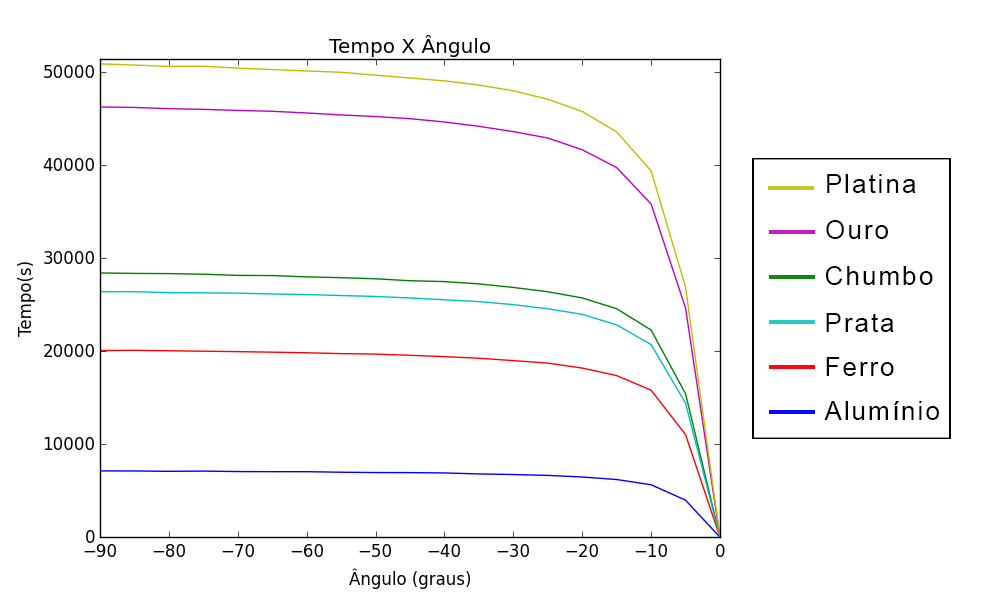 Tempo X Ângulo
50000
40000
30000
20000
10000
0
Tempo(s)
−90 −80 −70 −60 −50 −40 −30 −20 −10 0
Ângulo (graus)
Platina
Ouro
Chumbo
Prata
Ferro
Alumínio